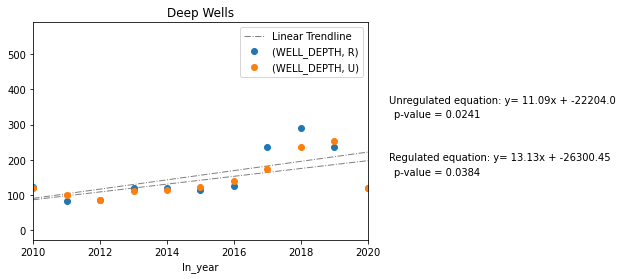 Deep Wells
Linear Trendline
(WELL_DEPTH, R)
(WELL_DEPTH, U)
500
400
300
200
100
0
2010 2012 2014 2016 2018 2020
In_year
Unregulated equation: y= 11.09x + -22204.0
p-value = 0.0241
Regulated equation: y= 13.13x + -26300.45
p-value = 0.0384